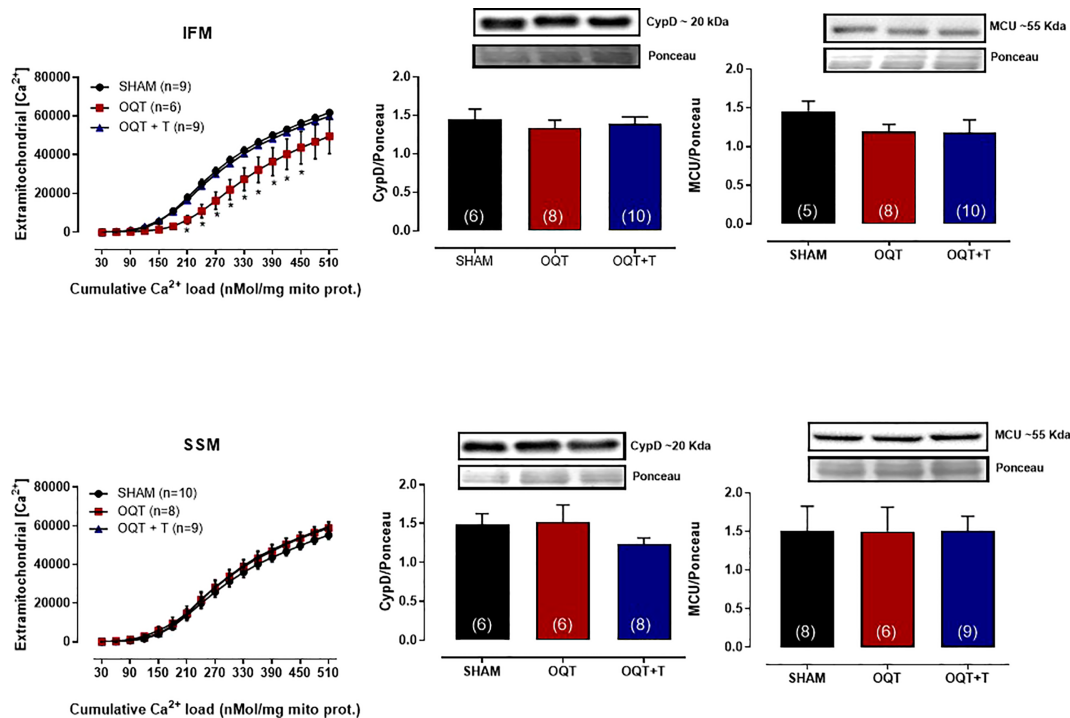 IFM
SHAM (n=9)
OQT (n=6)
OQT + T (n=9)
Extramitochondrial [Ca²⁺]
80000
60000
40000
20000
0
* * * * * * * * *
30 90 150 210 270 330 390 450 510
Cumulative Ca²⁺ load (nMol/mg mito prot.)
CypD ~ 20 kDa
Ponceau
CypD/Ponceau
2.0
1.5
1.0
0.5
0.0
(6) (8) (10)
SHAM OQT OQT+T
MCU ~55 Kda
Ponceau
MCU/Ponceau
2.0
1.5
1.0
0.5
0.0
(5) (8) (10)
SHAM OQT OQT+T
SSM
SHAM (n=10)
OQT (n=8)
OQT + T (n=9)
Extramitochondrial [Ca²⁺]
80000
60000
40000
20000
0
30 90 150 210 270 330 390 450 510
Cumulative Ca²⁺ load (nMol/mg mito prot.)
CypD ~20 Kda
Ponceau
CypD/Ponceau
2.0
1.5
1.0
0.5
0.0
(6) (6) (8)
SHAM OQT OQT+T
MCU ~55 Kda
Ponceau
MCU/Ponceau
2.0
1.5
1.0
0.5
0.0
(8) (6) (9)
SHAM OQT OQT+T